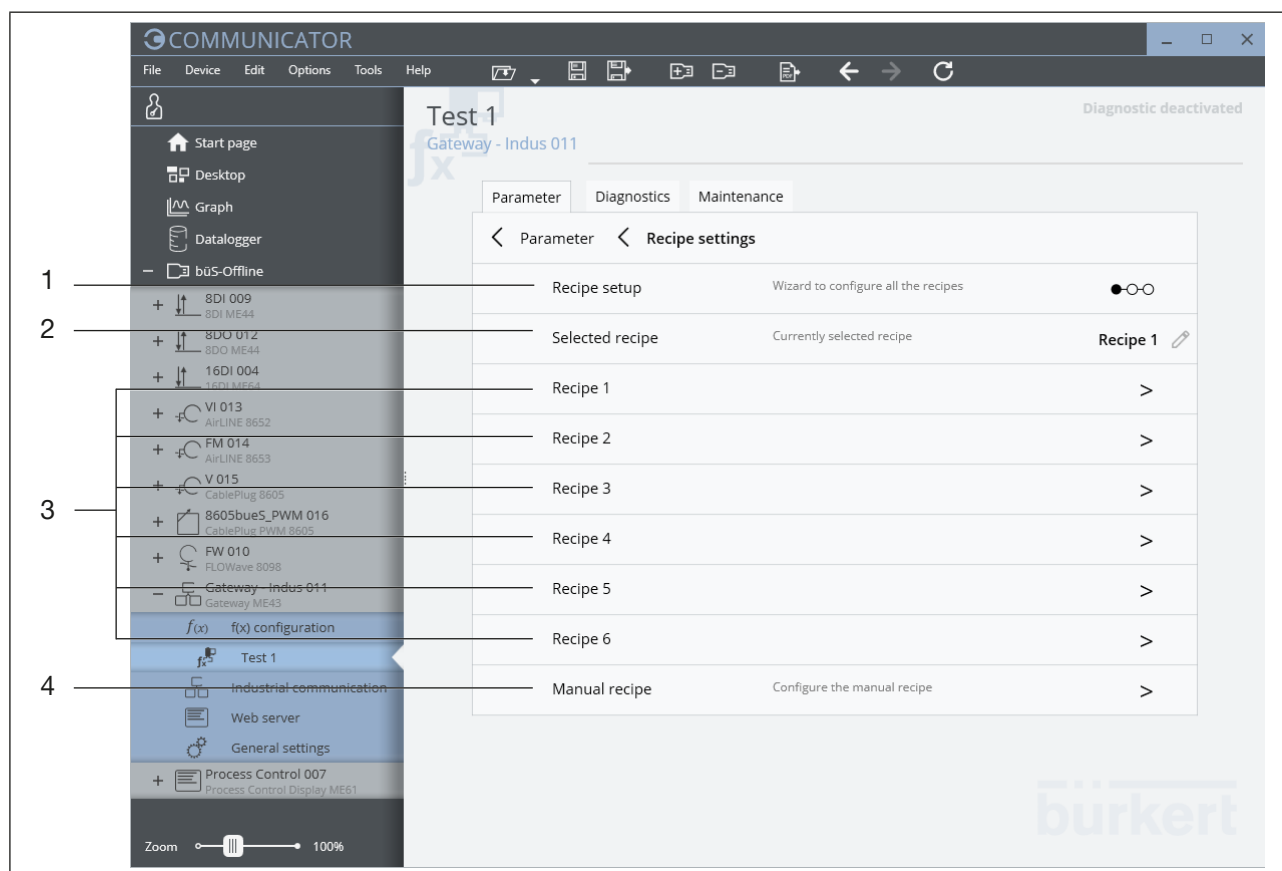 COMMUNICATOR
File Device Edit Options Tools Help
PDF
Test 1
Gateway - Indus 011
Diagnostic deactivated
Start page
Desktop
Graph
Datalogger
büS-Offline
8DI 009
8DI ME44
8DO 012
8DO ME44
16DI 004
16DI ME64
VI 013
AirLINE 8652
FM 014
AirLINE 8653
V 015
CablePlug 8605
8605bueS_PWM 016
CablePlug PWM 8605
FW 010
FLOWave 8098
Gateway - Indus 011
Gateway ME43
f(x) f(x) configuration
fx Test 1
Industrial communication
Web server
General settings
Process Control 007
Process Control Display ME61
Zoom 100%
Parameter Diagnostics Maintenance
Parameter Recipe settings
1 Recipe setup Wizard to configure all the recipes
2 Selected recipe Currently selected recipe Recipe 1
Recipe 1 >
Recipe 2 >
3 Recipe 3 >
Recipe 4 >
Recipe 5 >
Recipe 6 >
4 Manual recipe Configure the manual recipe >
fx
bürkert